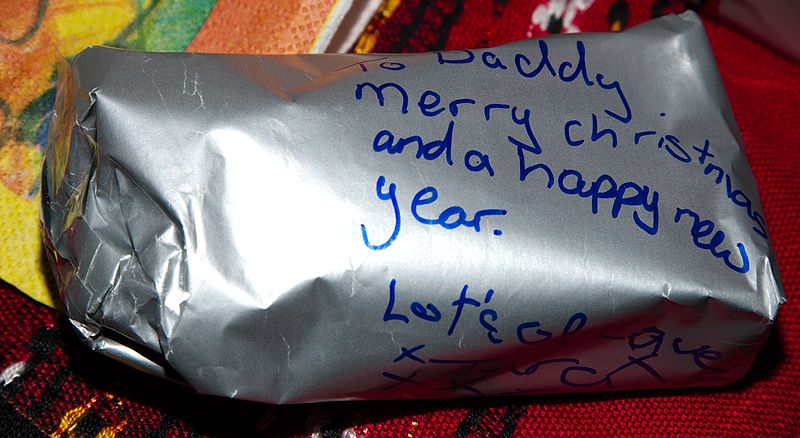 To Daddy
merry christmas
and a happy new
year.
Lot's of love